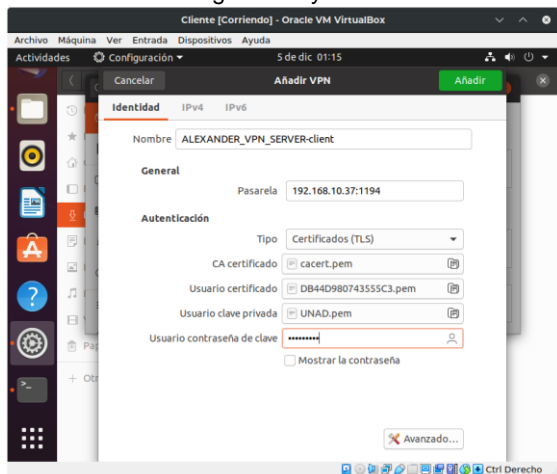 Cliente [Corriendo] - Oracle VM VirtualBox
Archivo Máquina Ver Entrada Dispositivos Ayuda
Actividades Configuración 5 de dic 01:15
Cancelar Añadir VPN Añadir
Identidad IPv4 IPv6
Nombre ALEXANDER_VPN_SERVER-client
General
Pasarela 192.168.10.37:1194
Autenticación
Tipo Certificados (TLS)
CA certificado cacert.pem
Usuario certificado DB44D980743555C3.pem
Usuario clave privada UNAD.pem
Usuario contraseña de clave •••••••••
Mostrar la contraseña
Pap
+ Otr
Avanzado...
Ctrl Derecho